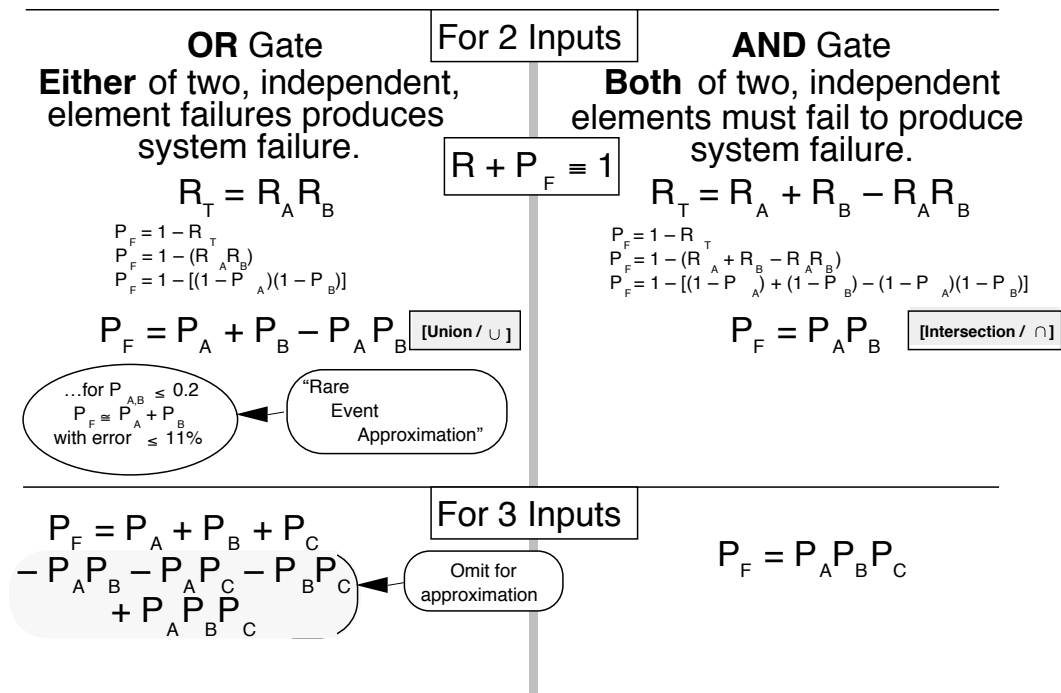 For 2 Inputs
OR Gate
Either of two, independent,
element failures produces
system failure.
R_T = R_A R_B
P_F = 1 – R_T
P_F = 1 – (R_A R_B)
P_F = 1 – [(1 – P_A)(1 – P_B)]
P_F = P_A + P_B – P_A P_B
[Union / ∪ ]
…for P_A,B ≤ 0.2
P_F ≅ P_A + P_B
with error ≤ 11%
“Rare
Event
Approximation”
R + P_F ≡ 1
AND Gate
Both of two, independent
elements must fail to produce
system failure.
R_T = R_A + R_B – R_A R_B
P_F = 1 – R_T
P_F = 1 – (R_A + R_B – R_A R_B)
P_F = 1 – [(1 – P_A) + (1 – P_B) – (1 – P_A)(1 – P_B)]
P_F = P_A P_B
[Intersection / ∩]
For 3 Inputs
P_F = P_A + P_B + P_C
– P_A P_B – P_A P_C – P_B P_C
+ P_A P_B P_C
Omit for
approximation
P_F = P_A P_B P_C